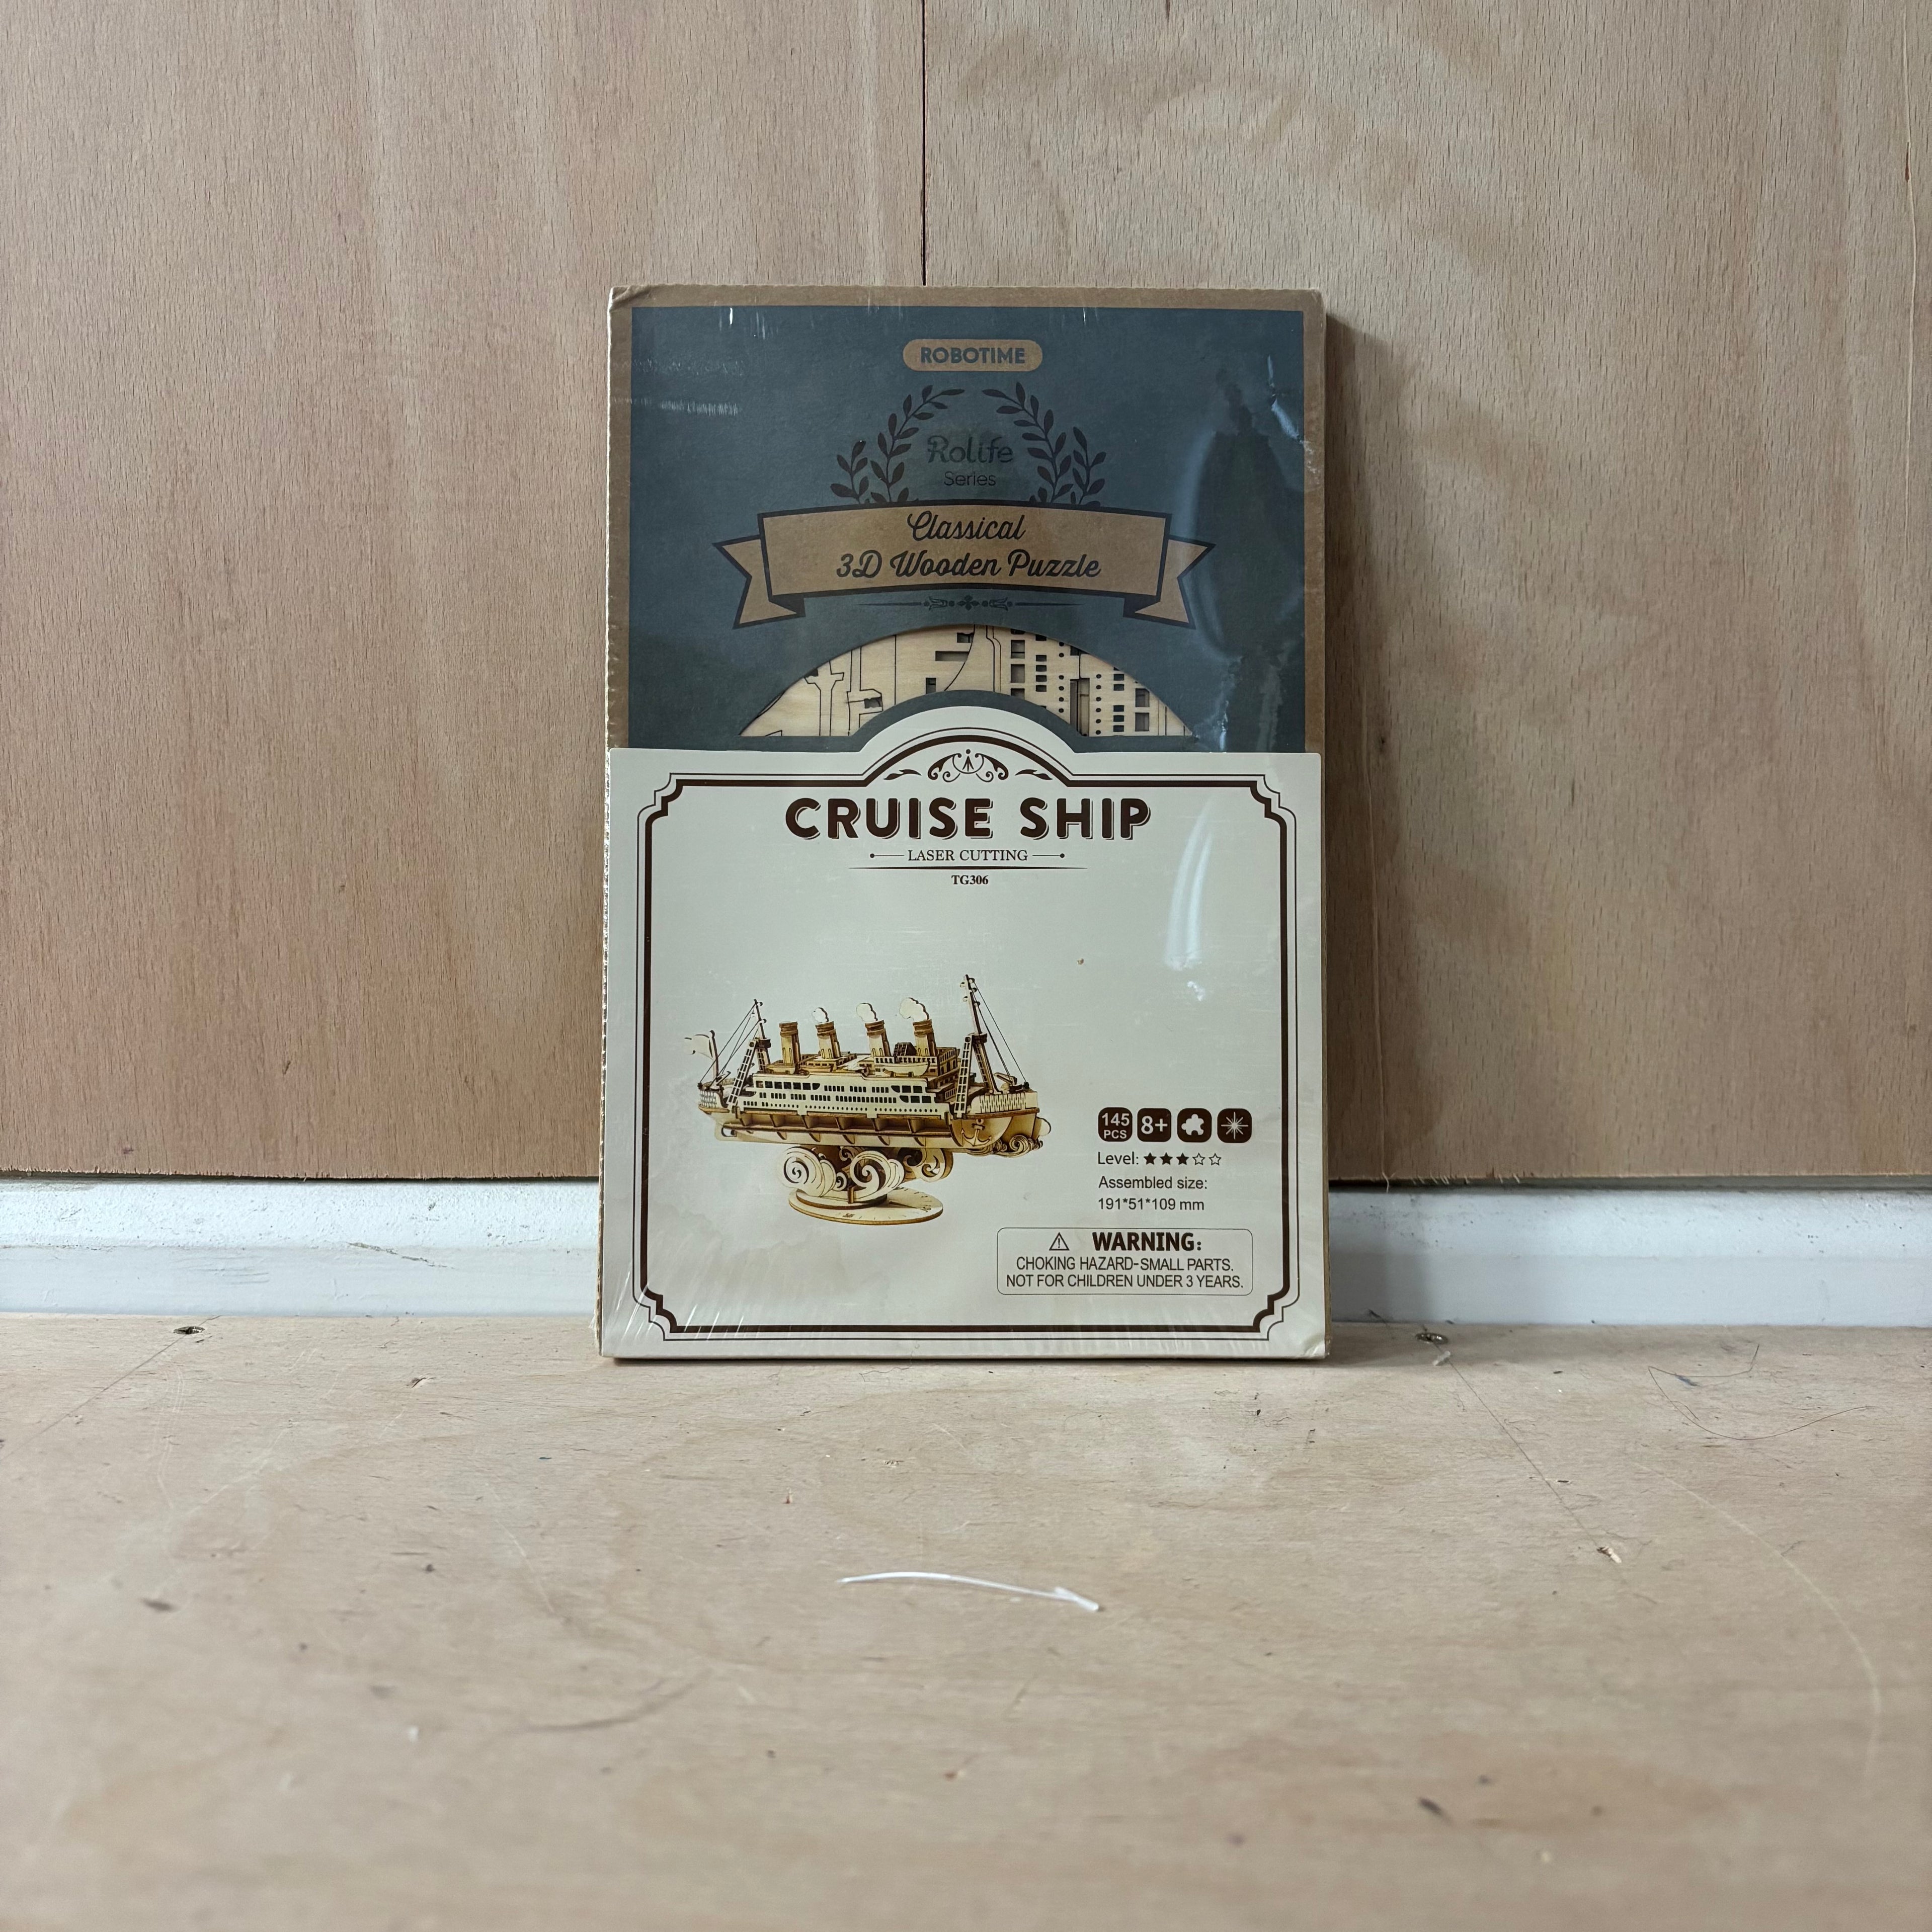 ROBOTIME
Rolife
Series
Classical
3D Wooden Puzzle
CRUISE SHIP
LASER CUTTING
TG306
145
PCS
8+
Level: ★★★☆☆
Assembled size:
191*51*109 mm
⚠ WARNING:
CHOKING HAZARD-SMALL PARTS.
NOT FOR CHILDREN UNDER 3 YEARS.